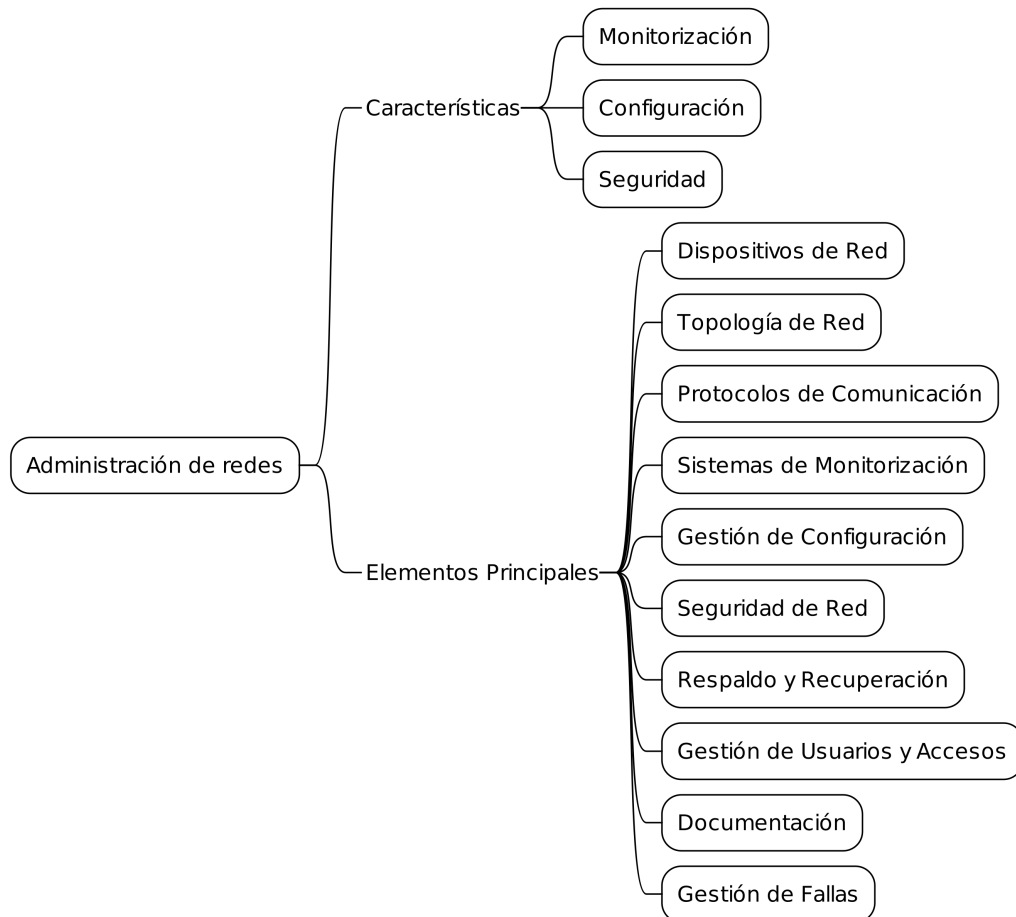 Administración de redes
Características
Monitorización
Configuración
Seguridad
Elementos Principales
Dispositivos de Red
Topología de Red
Protocolos de Comunicación
Sistemas de Monitorización
Gestión de Configuración
Seguridad de Red
Respaldo y Recuperación
Gestión de Usuarios y Accesos
Documentación
Gestión de Fallas